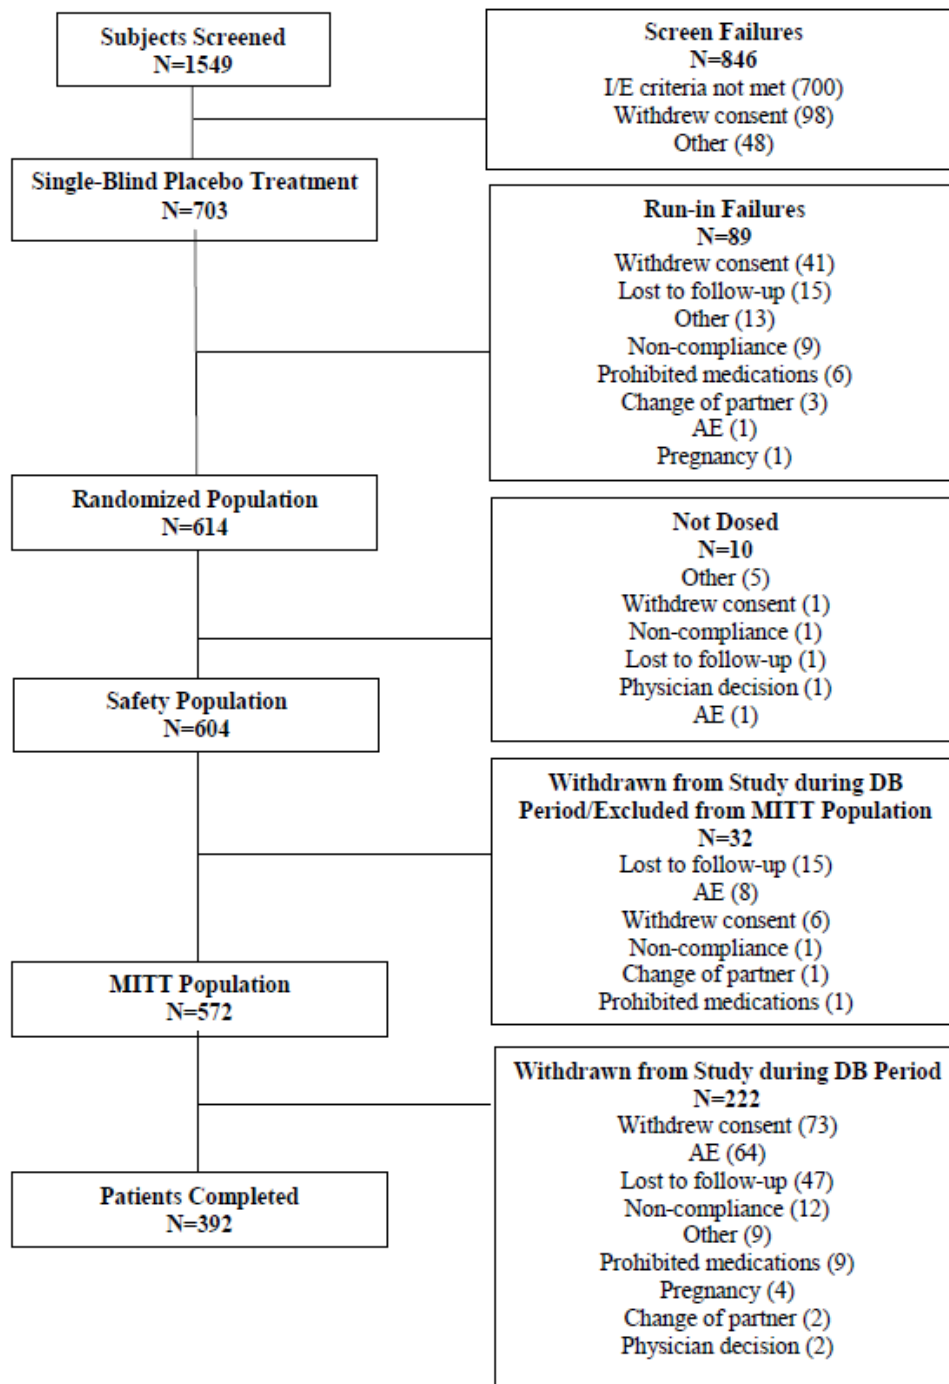 Subjects Screened
N=1549
Screen Failures
N=846
I/E criteria not met (700)
Withdrew consent (98)
Other (48)
Single-Blind Placebo Treatment
N=703
Run-in Failures
N=89
Withdrew consent (41)
Lost to follow-up (15)
Other (13)
Non-compliance (9)
Prohibited medications (6)
Change of partner (3)
AE (1)
Pregnancy (1)
Randomized Population
N=614
Not Dosed
N=10
Other (5)
Withdrew consent (1)
Non-compliance (1)
Lost to follow-up (1)
Physician decision (1)
AE (1)
Safety Population
N=604
Withdrawn from Study during DB
Period/Excluded from MITT Population
N=32
Lost to follow-up (15)
AE (8)
Withdrew consent (6)
Non-compliance (1)
Change of partner (1)
Prohibited medications (1)
MITT Population
N=572
Withdrawn from Study during DB Period
N=222
Withdrew consent (73)
AE (64)
Lost to follow-up (47)
Non-compliance (12)
Other (9)
Prohibited medications (9)
Pregnancy (4)
Change of partner (2)
Physician decision (2)
Patients Completed
N=392